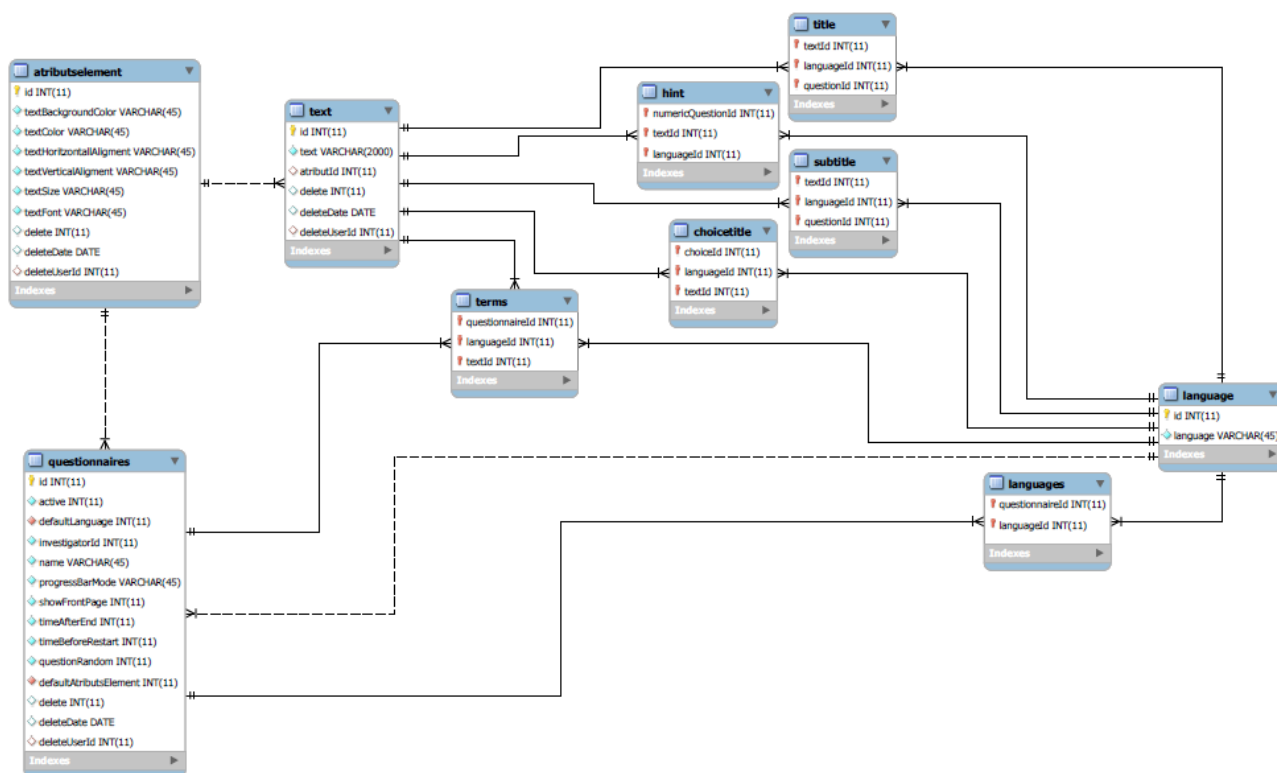 title
textId INT(11)
languageId INT(11)
questionId INT(11)
Indexes
atributselement
id INT(11)
textBackgroundColor VARCHAR(45)
textColor VARCHAR(45)
textHoritzontallAligment VARCHAR(45)
textVerticalAligment VARCHAR(45)
textSize VARCHAR(45)
textFont VARCHAR(45)
delete INT(11)
deleteDate DATE
deleteUserId INT(11)
Indexes
text
id INT(11)
text VARCHAR(2000)
atributId INT(11)
delete INT(11)
deleteDate DATE
deleteUserId INT(11)
Indexes
hint
numericQuestionId INT(11)
textId INT(11)
languageId INT(11)
Indexes
subtitle
textId INT(11)
languageId INT(11)
questionId INT(11)
Indexes
choicetitle
choiceId INT(11)
languageId INT(11)
textId INT(11)
Indexes
terms
questionnaireId INT(11)
languageId INT(11)
textId INT(11)
Indexes
language
id INT(11)
language VARCHAR(45)
Indexes
questionnaires
id INT(11)
active INT(11)
defaultLanguage INT(11)
investigatorId INT(11)
name VARCHAR(45)
progressBarMode VARCHAR(45)
showFrontPage INT(11)
timeAfterEnd INT(11)
timeBeforeRestart INT(11)
questionRandom INT(11)
defaultAtributsElement INT(11)
delete INT(11)
deleteDate DATE
deleteUserId INT(11)
Indexes
languages
questionnaireId INT(11)
languageId INT(11)
Indexes